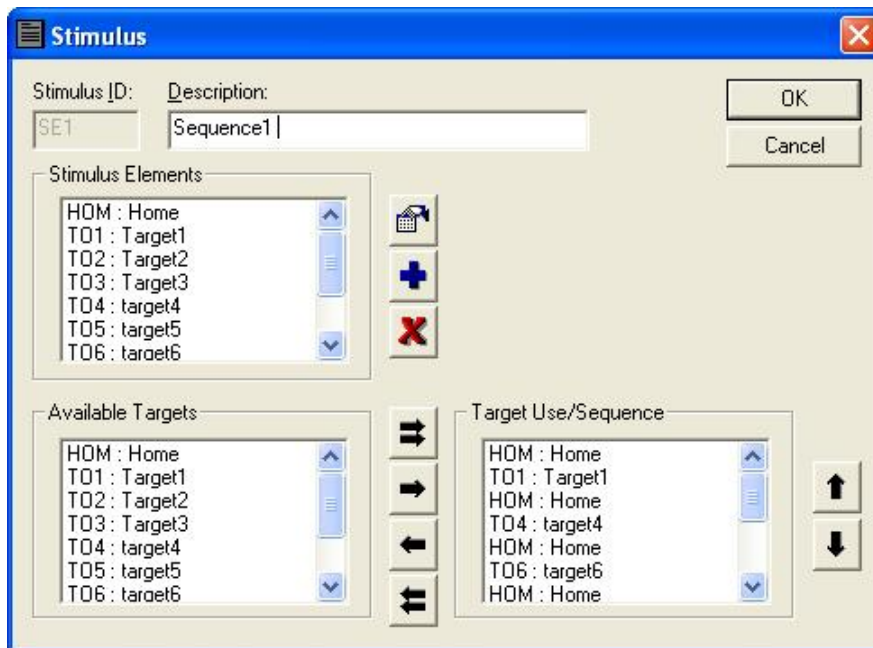 Stimulus
Stimulus ID: Description:
SE1 Sequence1
OK
Cancel
Stimulus Elements
HOM : Home
TO1 : Target1
TO2 : Target2
TO3 : Target3
TO4 : target4
TO5 : target5
TO6 : target6
Available Targets
HOM : Home
TO1 : Target1
TO2 : Target2
TO3 : Target3
TO4 : target4
TO5 : target5
TO6 : target6
Target Use/Sequence
HOM : Home
TO1 : Target1
HOM : Home
TO4 : target4
HOM : Home
TO6 : target6
HOM : Home